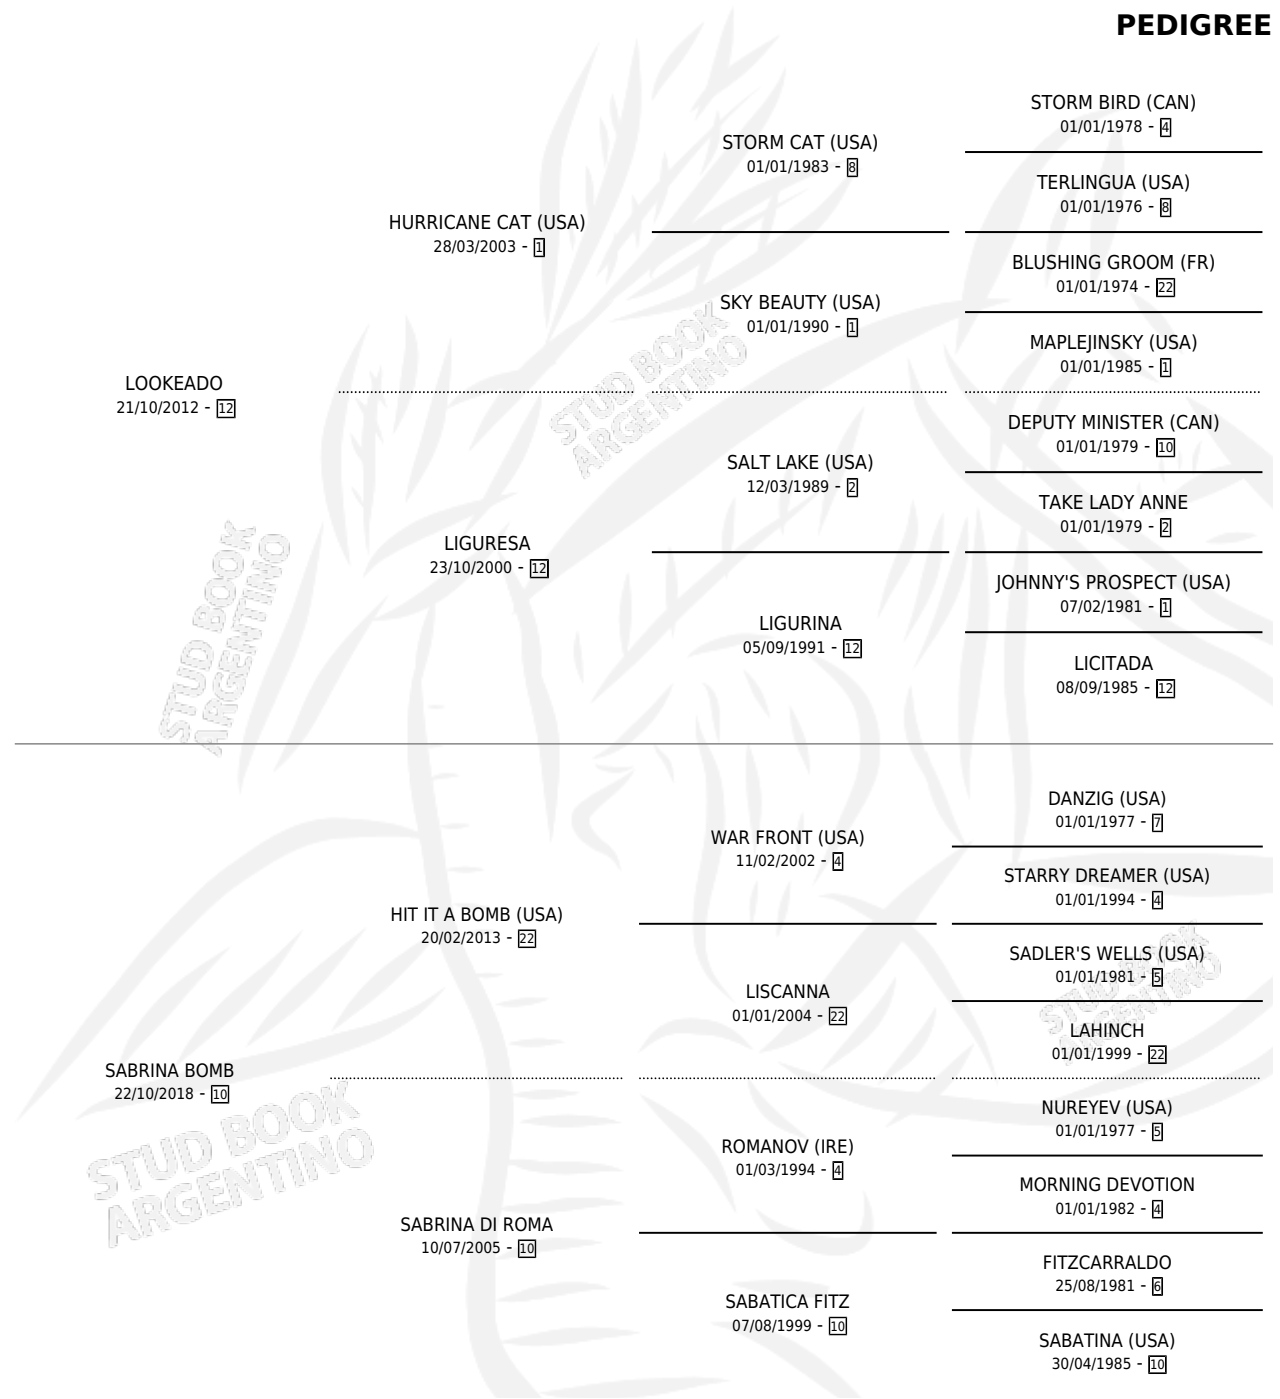 PEDIGREE
STORM BIRD (CAN)
01/01/1978 - 4
STORM CAT (USA)
01/01/1983 - 8
TERLINGUA (USA)
01/01/1976 - 8
HURRICANE CAT (USA)
28/03/2003 - 1
BLUSHING GROOM (FR)
01/01/1974 - 22
SKY BEAUTY (USA)
01/01/1990 - 1
MAPLEJINSKY (USA)
01/01/1985 - 1
LOOKEADO
21/10/2012 - 12
DEPUTY MINISTER (CAN)
01/01/1979 - 10
SALT LAKE (USA)
12/03/1989 - 2
TAKE LADY ANNE
01/01/1979 - 2
LIGURESA
23/10/2000 - 12
JOHNNY'S PROSPECT (USA)
07/02/1981 - 1
LIGURINA
05/09/1991 - 12
LICITADA
08/09/1985 - 12
DANZIG (USA)
01/01/1977 - 7
WAR FRONT (USA)
11/02/2002 - 4
STARRY DREAMER (USA)
01/01/1994 - 4
HIT IT A BOMB (USA)
20/02/2013 - 22
SADLER'S WELLS (USA)
01/01/1981 - 5
LISCANNA
01/01/2004 - 22
LAHINCH
01/01/1999 - 22
SABRINA BOMB
22/10/2018 - 10
NUREYEV (USA)
01/01/1977 - 5
ROMANOV (IRE)
01/03/1994 - 4
MORNING DEVOTION
01/01/1982 - 4
SABRINA DI ROMA
10/07/2005 - 10
FITZCARRALDO
25/08/1981 - 6
SABATICA FITZ
07/08/1999 - 10
SABATINA (USA)
30/04/1985 - 10
STUD BOOK
ARGENTINO
STUD BOOK
ARGENTINO
STUD BOOK
ARGENTINO
STUD BOOK
ARGENTINO